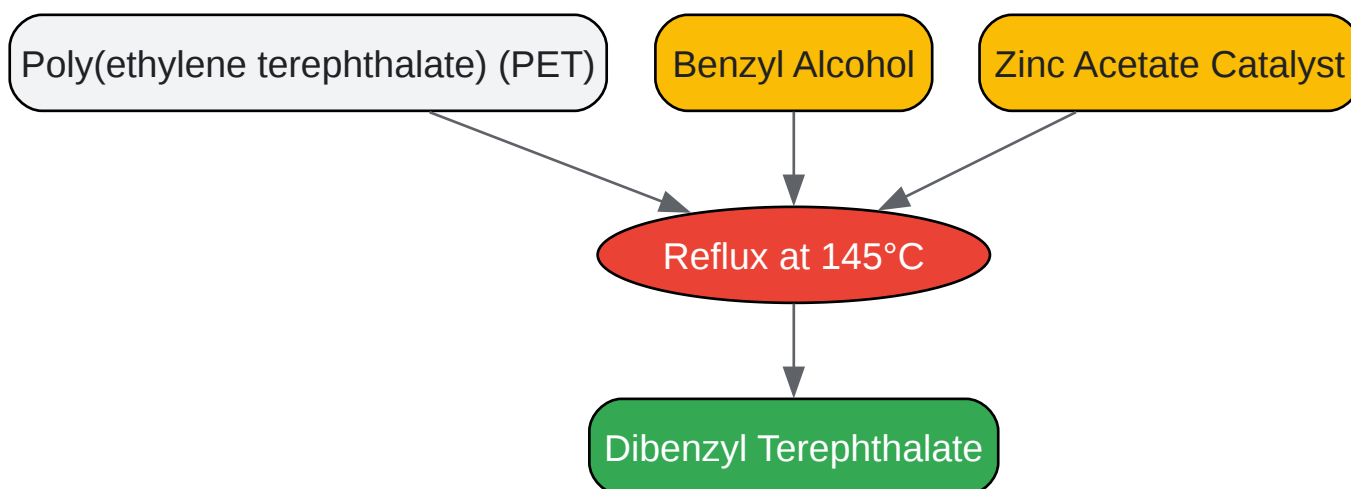 Poly(ethylene terephthalate) (PET)
Benzyl Alcohol
Zinc Acetate Catalyst
Reflux at 145°C
Dibenzyl Terephthalate